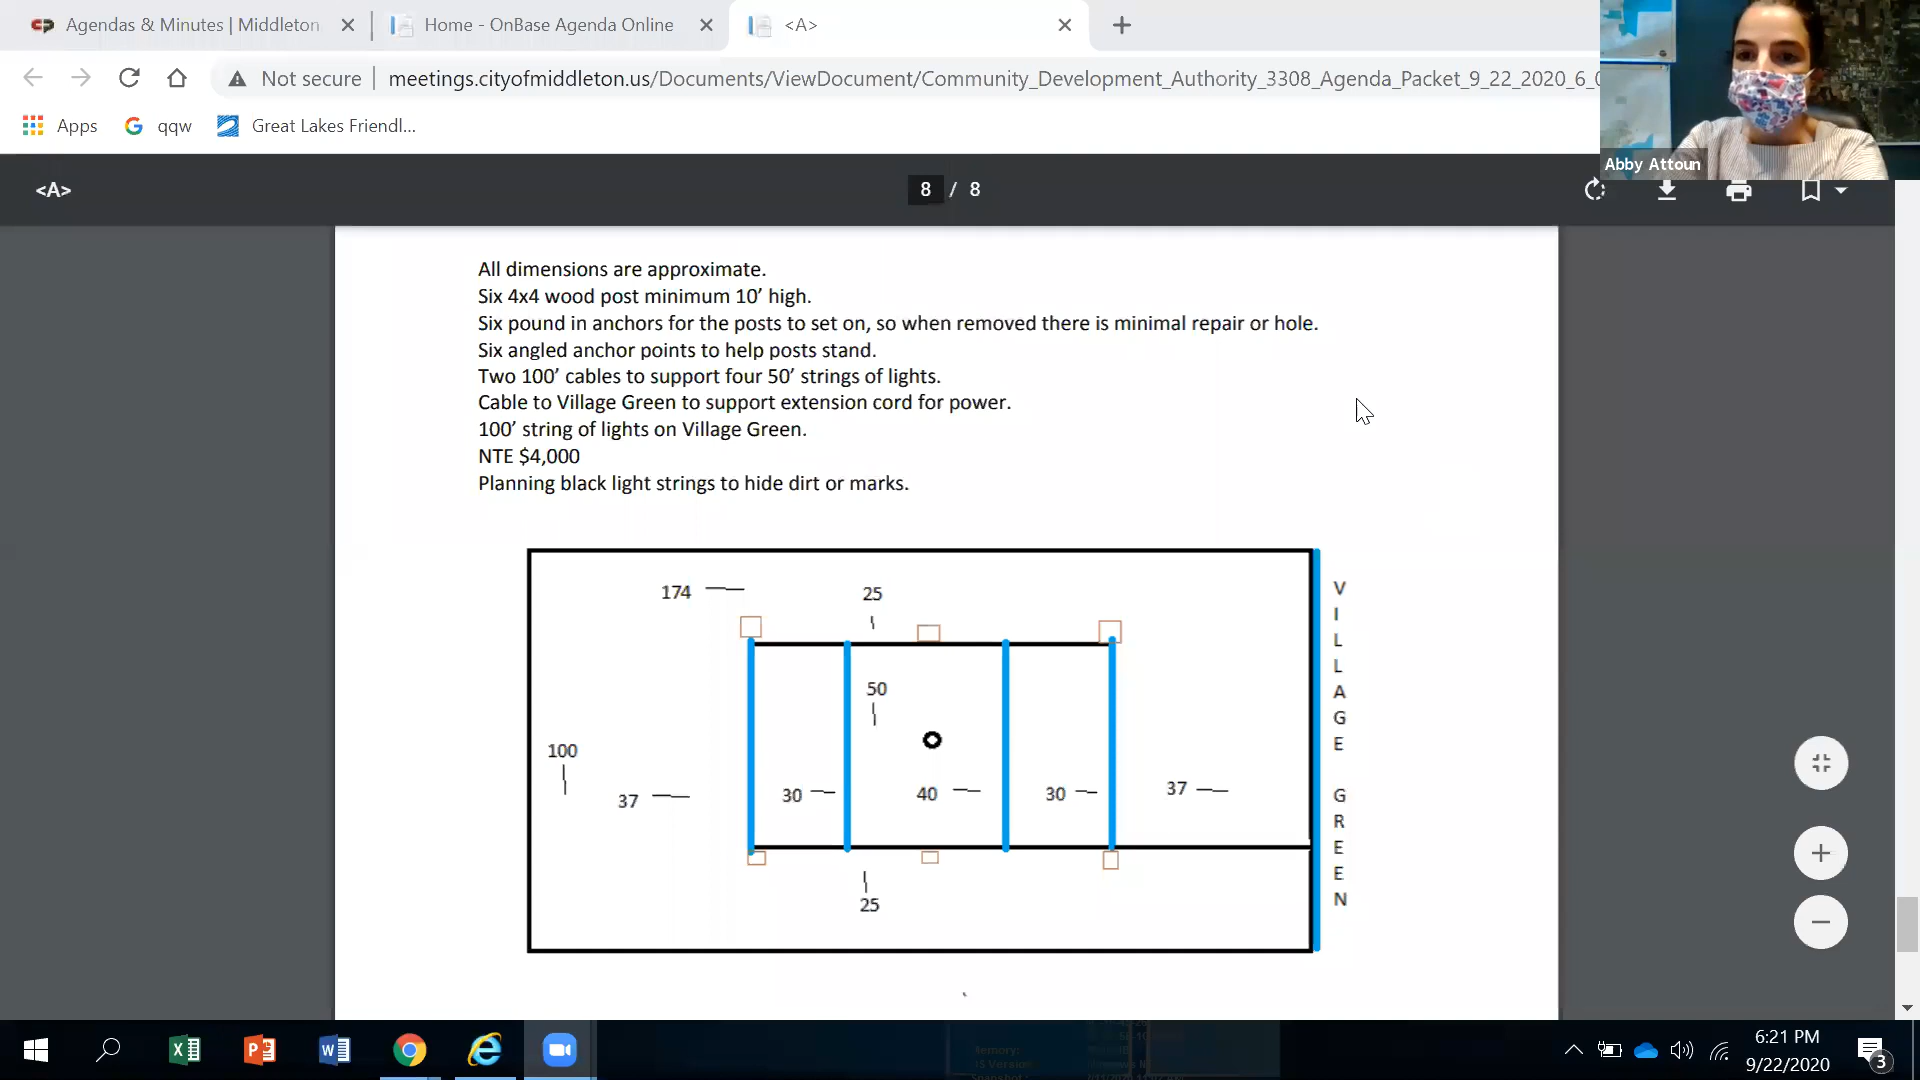 Agendas & Minutes | Middleton
Home - OnBase Agenda Online
<A>
Not secure
meetings.cityofmiddleton.us/Documents/ViewDocument/Community_Development_Authority_3308_Agenda_Packet_9_22_2020_6_0
Apps
qqw
Great Lakes Friendl...
Abby Attoun
<A>
8 / 8
All dimensions are approximate.
Six 4x4 wood post minimum 10' high.
Six pound in anchors for the posts to set on, so when removed there is minimal repair or hole.
Six angled anchor points to help posts stand.
Two 100' cables to support four 50' strings of lights.
Cable to Village Green to support extension cord for power.
100' string of lights on Village Green.
NTE $4,000
Planning black light strings to hide dirt or marks.
174
25
50
100
37
30
40
30
37
25
VILLAGE GREEN
6:21 PM
9/22/2020
3